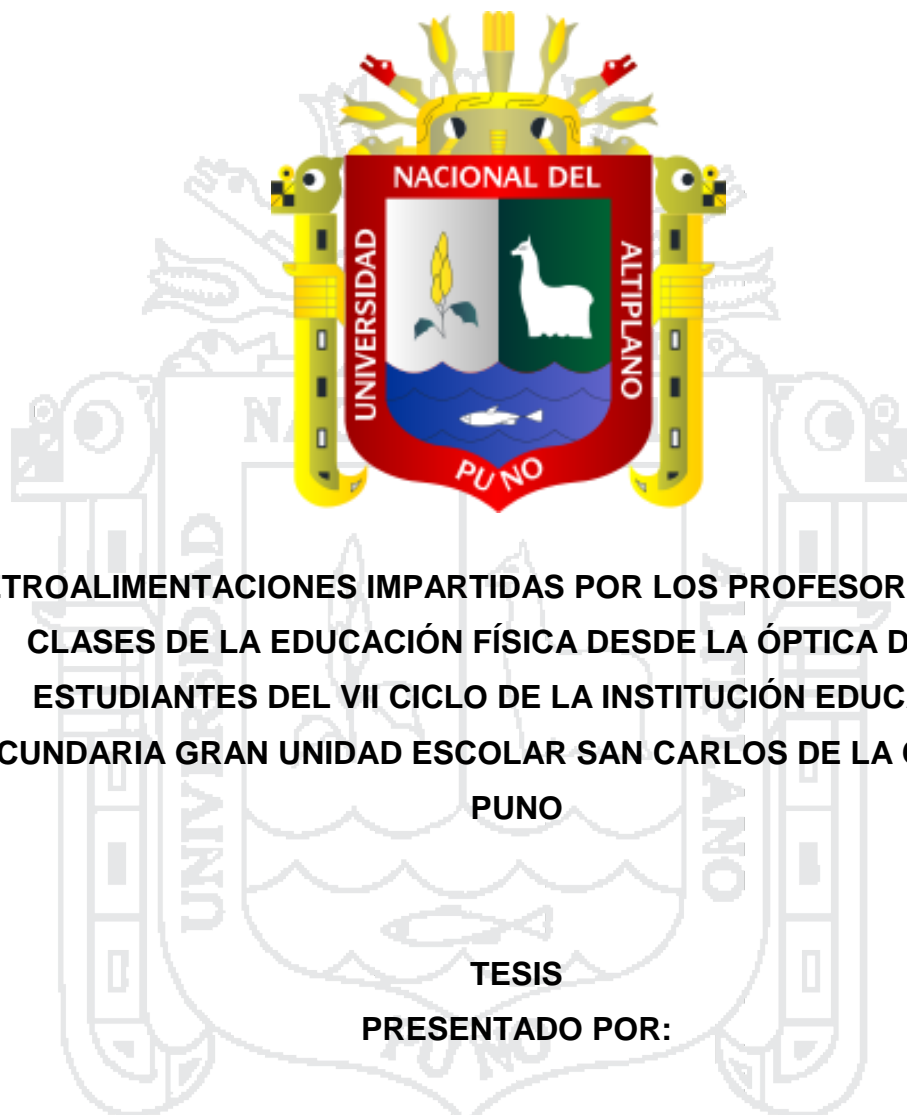 NACIONAL DEL
UNIVERSIDAD
ALTIPLANO
PUNO
TROALIMENTACIONES IMPARTIDAS POR LOS PROFESOR
CLASES DE LA EDUCACIÓN FÍSICA DESDE LA ÓPTICA D
ESTUDIANTES DEL VII CICLO DE LA INSTITUCIÓN EDUCA
CUNDARIA GRAN UNIDAD ESCOLAR SAN CARLOS DE LA
PUNO
TESIS
PRESENTADO POR: